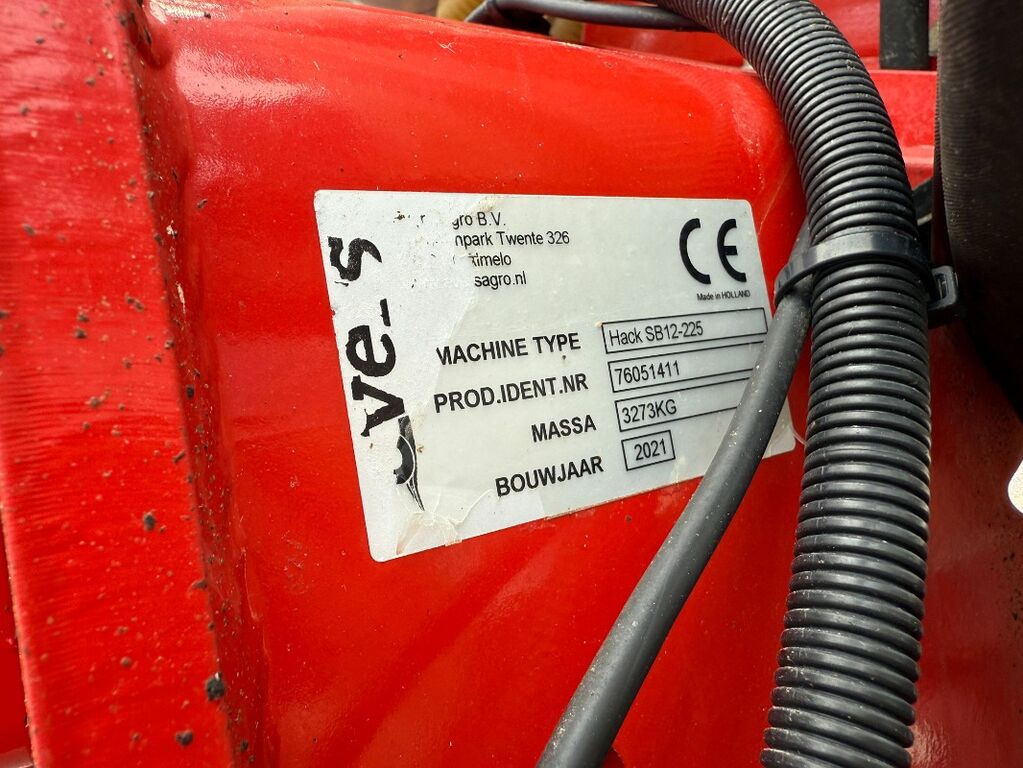 gro B.V.
npark Twente 326
kimelo
sagro.nl
CE
Made in HOLLAND
MACHINE TYPE Hack SB12-225
PROD.IDENT.NR 76051411
MASSA 3273KG
BOUWJAAR 2021